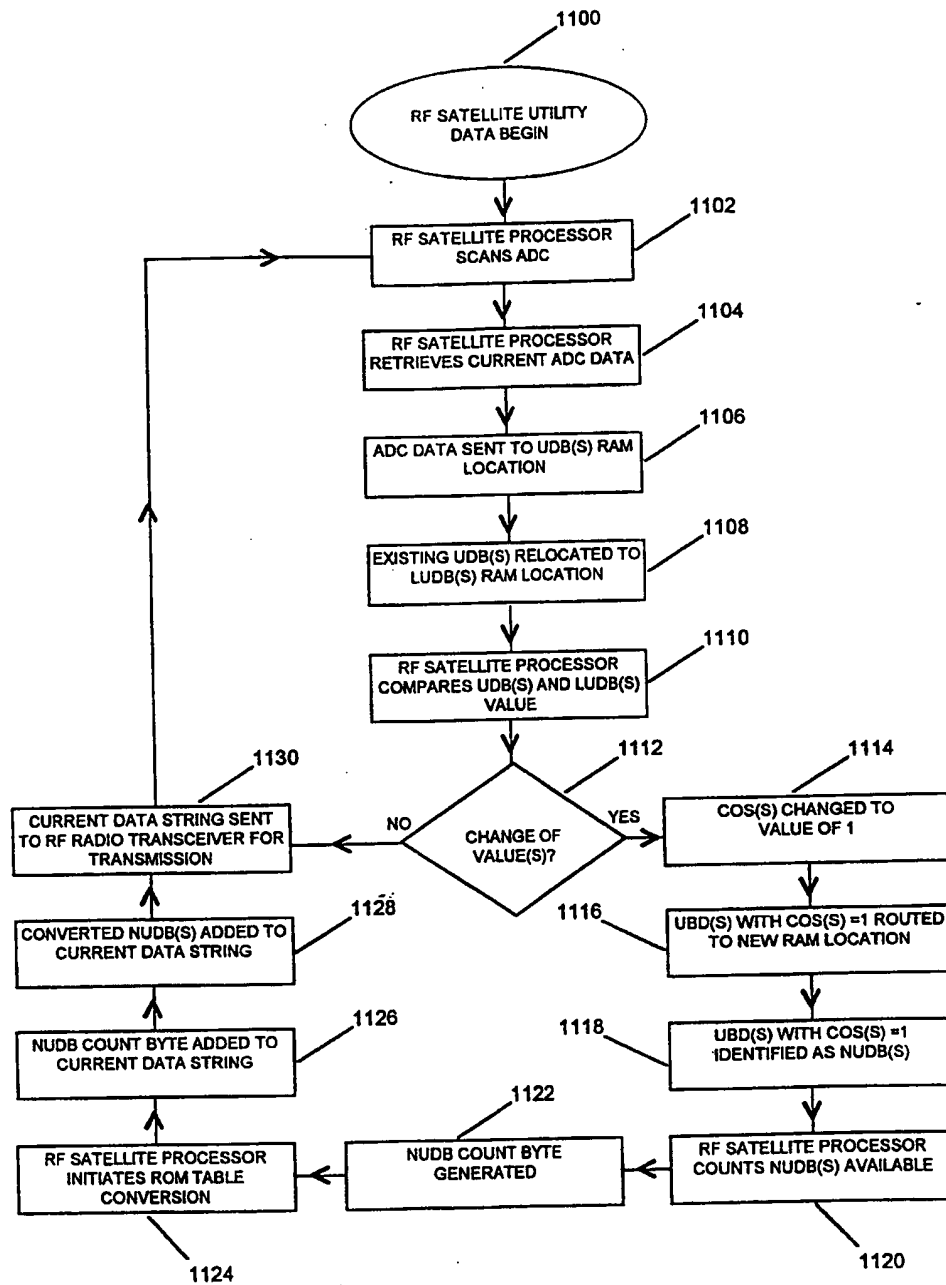 1100
RF SATELLITE UTILITY
DATA BEGIN
1102
RF SATELLITE PROCESSOR
SCANS ADC
1104
RF SATELLITE PROCESSOR
RETRIEVES CURRENT ADC DATA
1106
ADC DATA SENT TO UDB(S) RAM
LOCATION
1108
EXISTING UDB(S) RELOCATED TO
LUDB(S) RAM LOCATION
1110
RF SATELLITE PROCESSOR
COMPARES UDB(S) AND LUDB(S)
VALUE
1112
CHANGE OF
VALUE(S)?
NO
YES
1114
COS(S) CHANGED TO
VALUE OF 1
1116
UBD(S) WITH COS(S) =1 ROUTED
TO NEW RAM LOCATION
1118
UBD(S) WITH COS(S) =1
IDENTIFIED AS NUDB(S)
RF SATELLITE PROCESSOR
COUNTS NUDB(S) AVAILABLE
1120
1122
NUDB COUNT BYTE
GENERATED
RF SATELLITE PROCESSOR
INITIATES ROM TABLE
CONVERSION
1124
1126
NUDB COUNT BYTE ADDED TO
CURRENT DATA STRING
1128
CONVERTED NUDB(S) ADDED TO
CURRENT DATA STRING
1130
CURRENT DATA STRING SENT
TO RF RADIO TRANSCEIVER FOR
TRANSMISSION